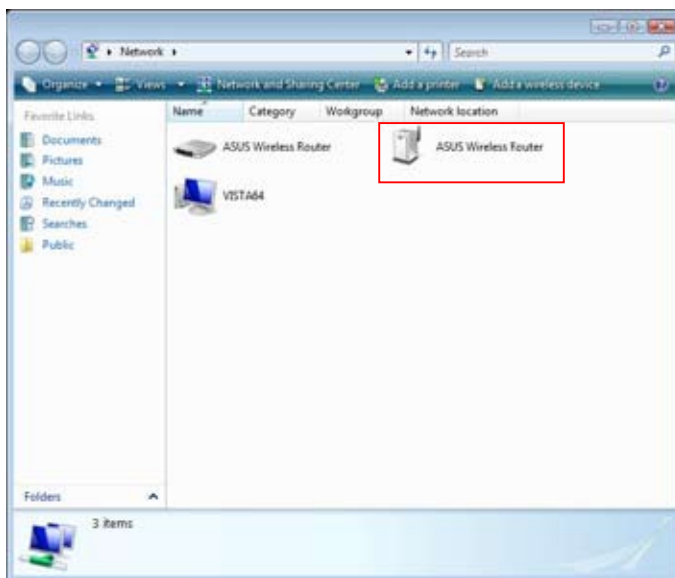 Network
Search
Organize Views Network and Sharing Center Add a printer Add a wireless device
Favorite Links
Name Category Workgroup Network location
Documents
Pictures
Music
Recently Changed
Searches
Public
ASUS Wireless Router
ASUS Wireless Router
VISTA64
Folders
3 items